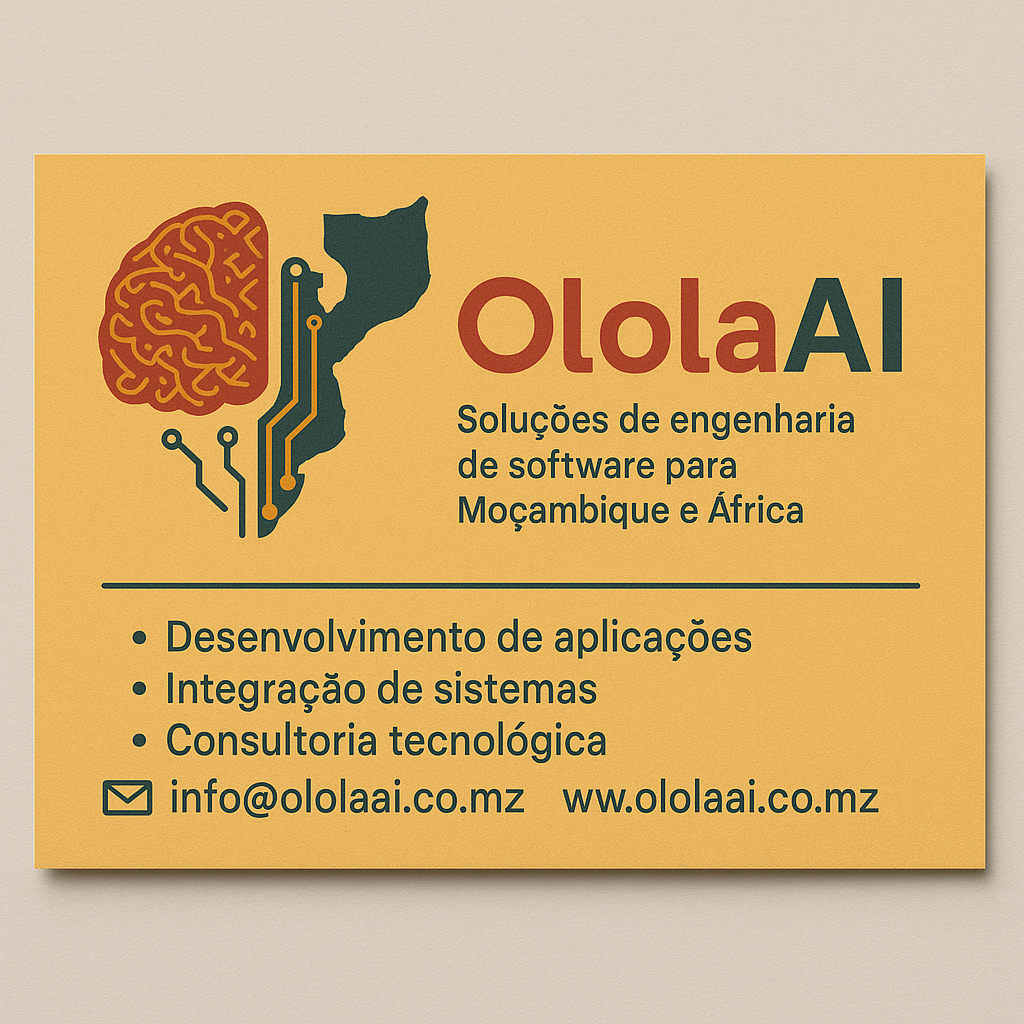 OlolaAI
Soluções de engenharia
de software para
Moçambique e África
• Desenvolvimento de aplicações
• Integração de sistemas
• Consultoria tecnológica
info@ololaai.co.mz ww.ololaai.co.mz